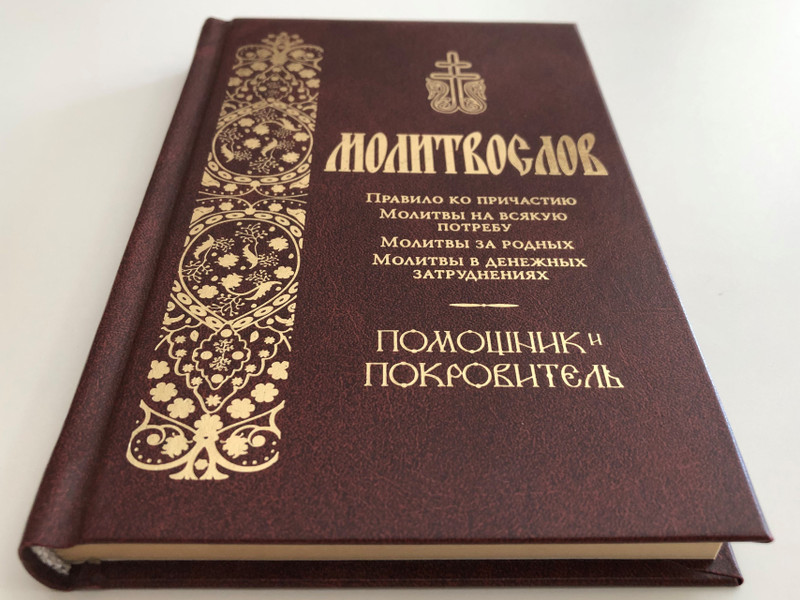 МОЛИТВОСЛОВ
ПРАВИЛО КО ПРИЧАСТИЮ
МОЛИТВЫ НА ВСЯКУЮ
ПОТРЕБУ
МОЛИТВЫ ЗА РОДНЫХ
МОЛИТВЫ В ДЕНЕЖНЫХ
ЗАТРУДНЕНИЯХ
ПОМОЩНИК И
ПОКРОВИТЕЛЬ